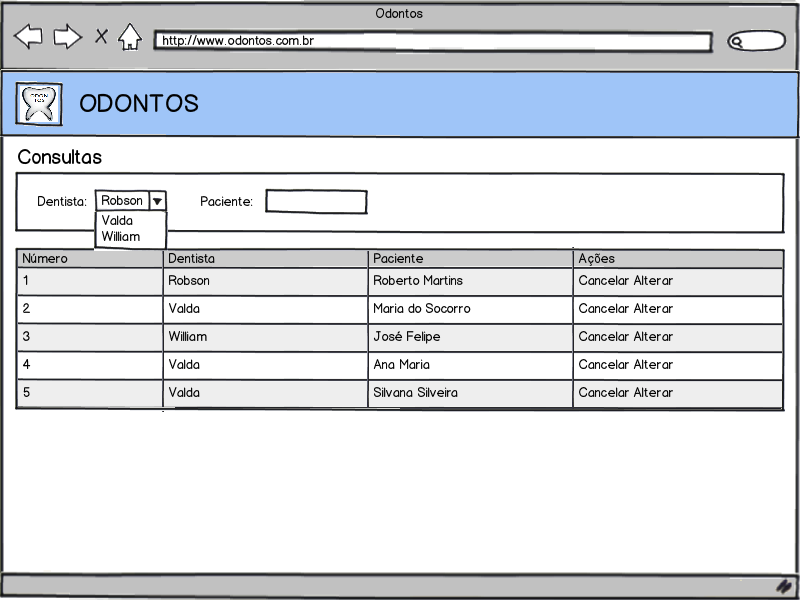 Odontos
http://www.odontos.com.br
ODON
TOS
ODONTOS
Consultas
Dentista: Robson Paciente:
Valda
William
Número Dentista Paciente Ações
1 Robson Roberto Martins Cancelar Alterar
2 Valda Maria do Socorro Cancelar Alterar
3 William José Felipe Cancelar Alterar
4 Valda Ana Maria Cancelar Alterar
5 Valda Silvana Silveira Cancelar Alterar